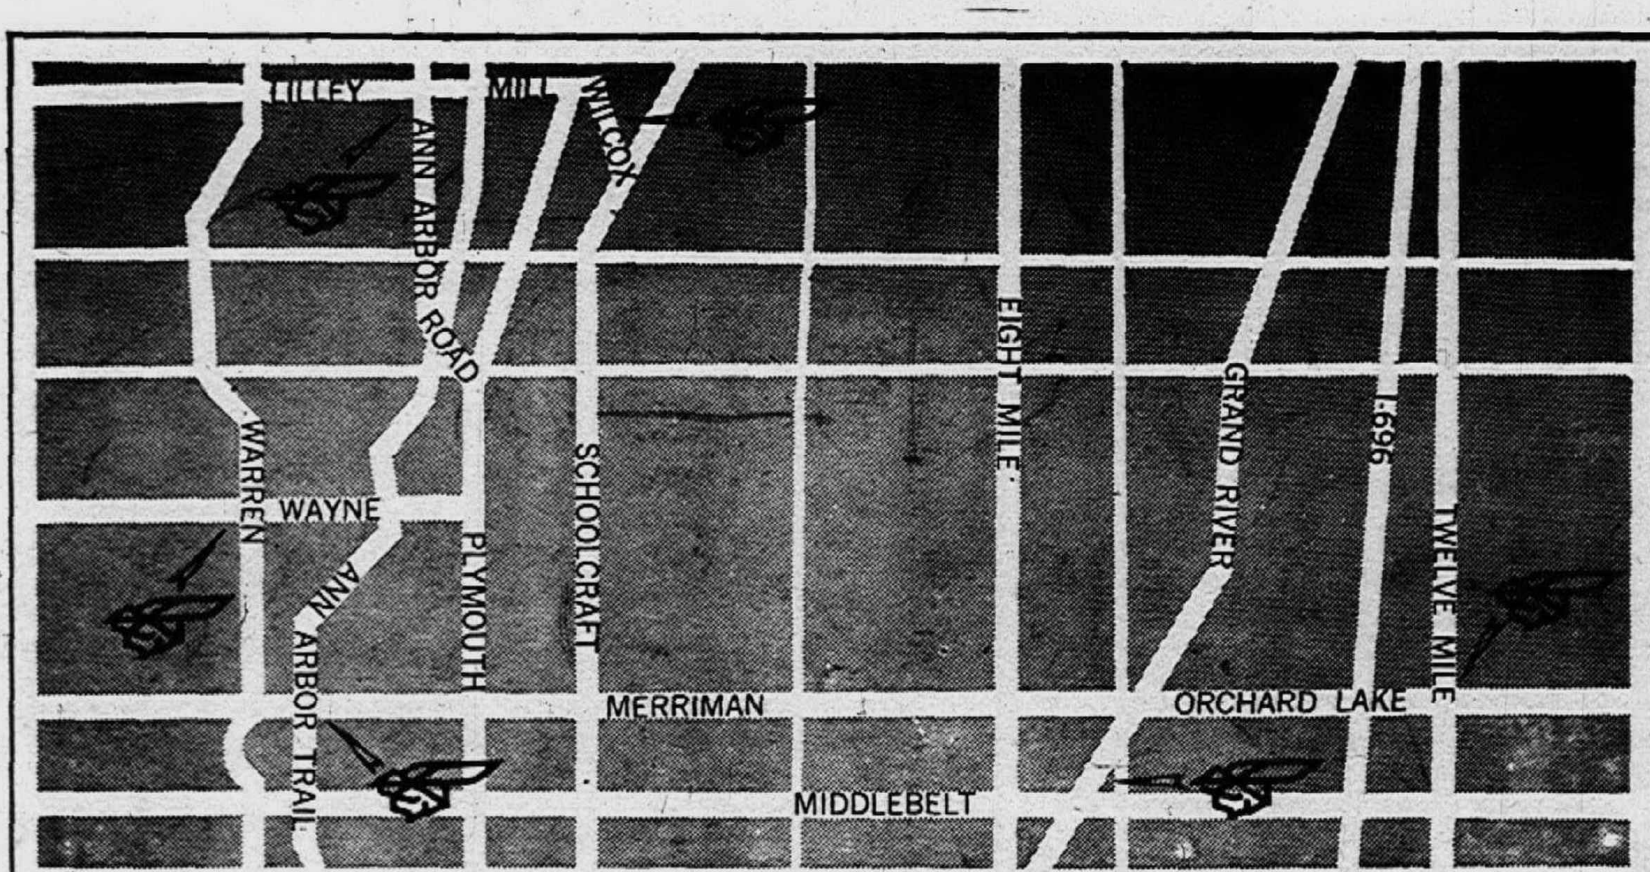 LILLEY
MILL
WILCOX
ANN ARBOR ROAD
EIGHT MILE
GRAND RIVER
I-696
WARREN
WAYNE
SCHOOLCRAFT
TWELVE MILE
PLYMOUTH
ANN ARBOR TRAIL
MERRIMAN
ORCHARD LAKE
MIDDLEBELT